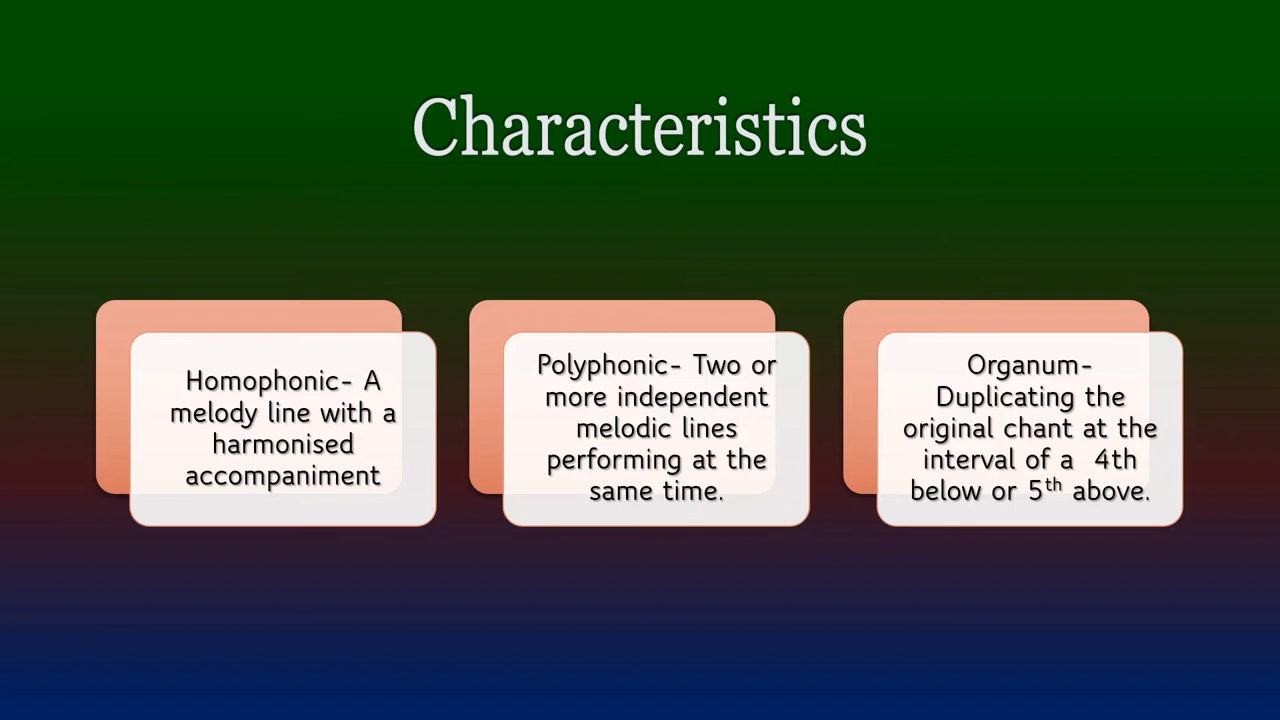 Characteristics
Homophonic- A
melody line with a
harmonised
accompaniment
Polyphonic- Two or
more independent
melodic lines
performing at the
same time.
Organum-
Duplicating the
original chant at the
interval of a  4th
below or 5th above.